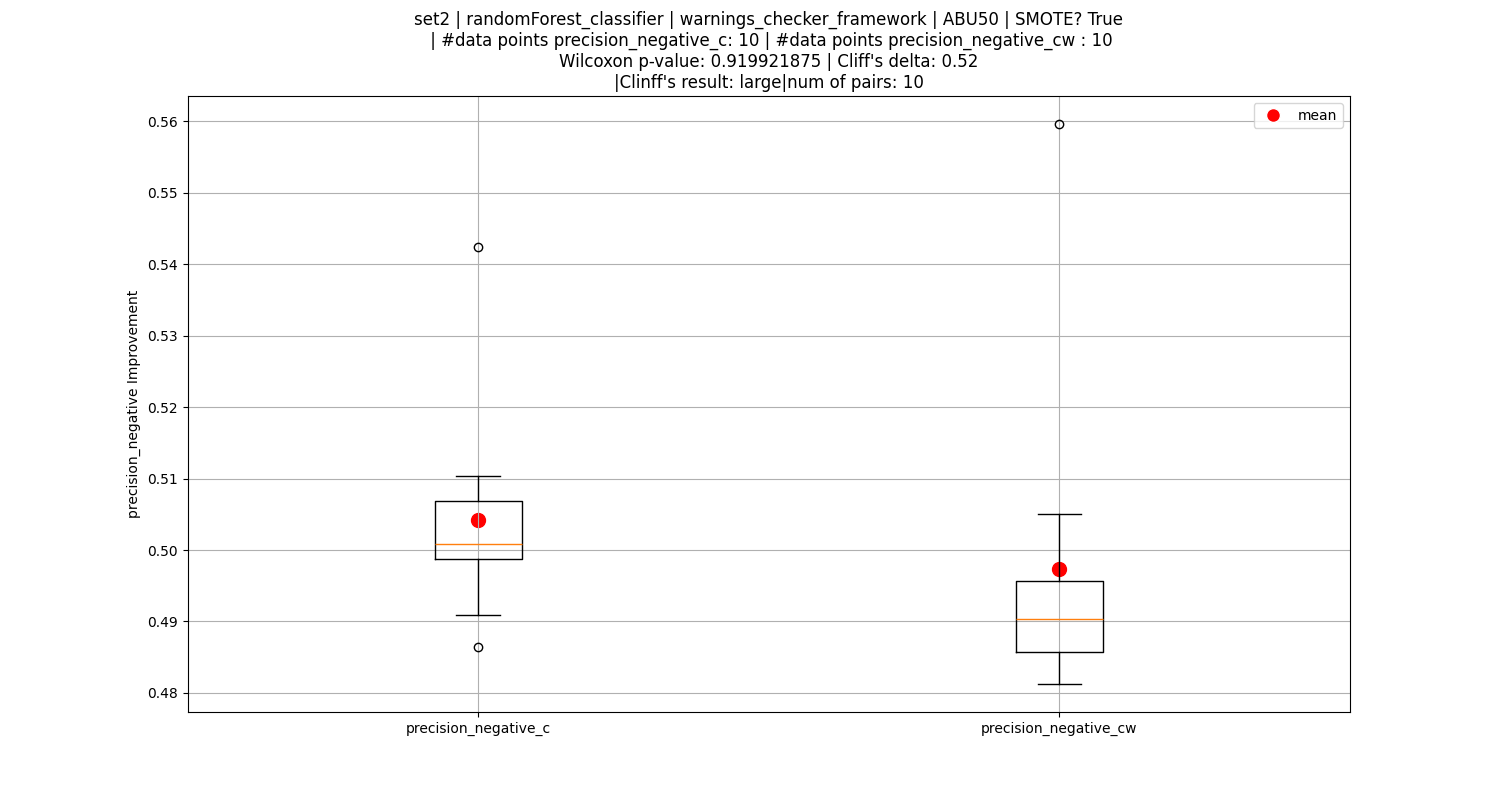 set2 | randomForest_classifier | warnings_checker_framework | ABU50 | SMOTE? True
| #data points precision_negative_c: 10 | #data points precision_negative_cw : 10
Wilcoxon p-value: 0.919921875 | Cliff's delta: 0.52
|Clinff's result: large|num of pairs: 10
mean
0.56
0.55
0.54
0.53
0.52
0.51
0.50
0.49
0.48
precision_negative Improvement
precision_negative_c
precision_negative_cw